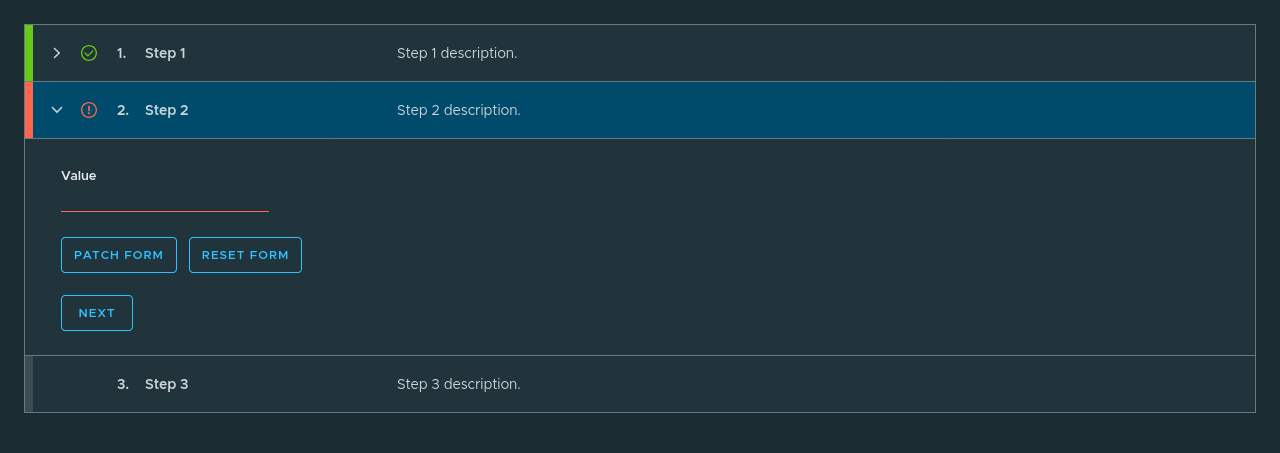 1. Step 1 Step 1 description.
2. Step 2 Step 2 description.
Value
PATCH FORM RESET FORM
NEXT
3. Step 3 Step 3 description.